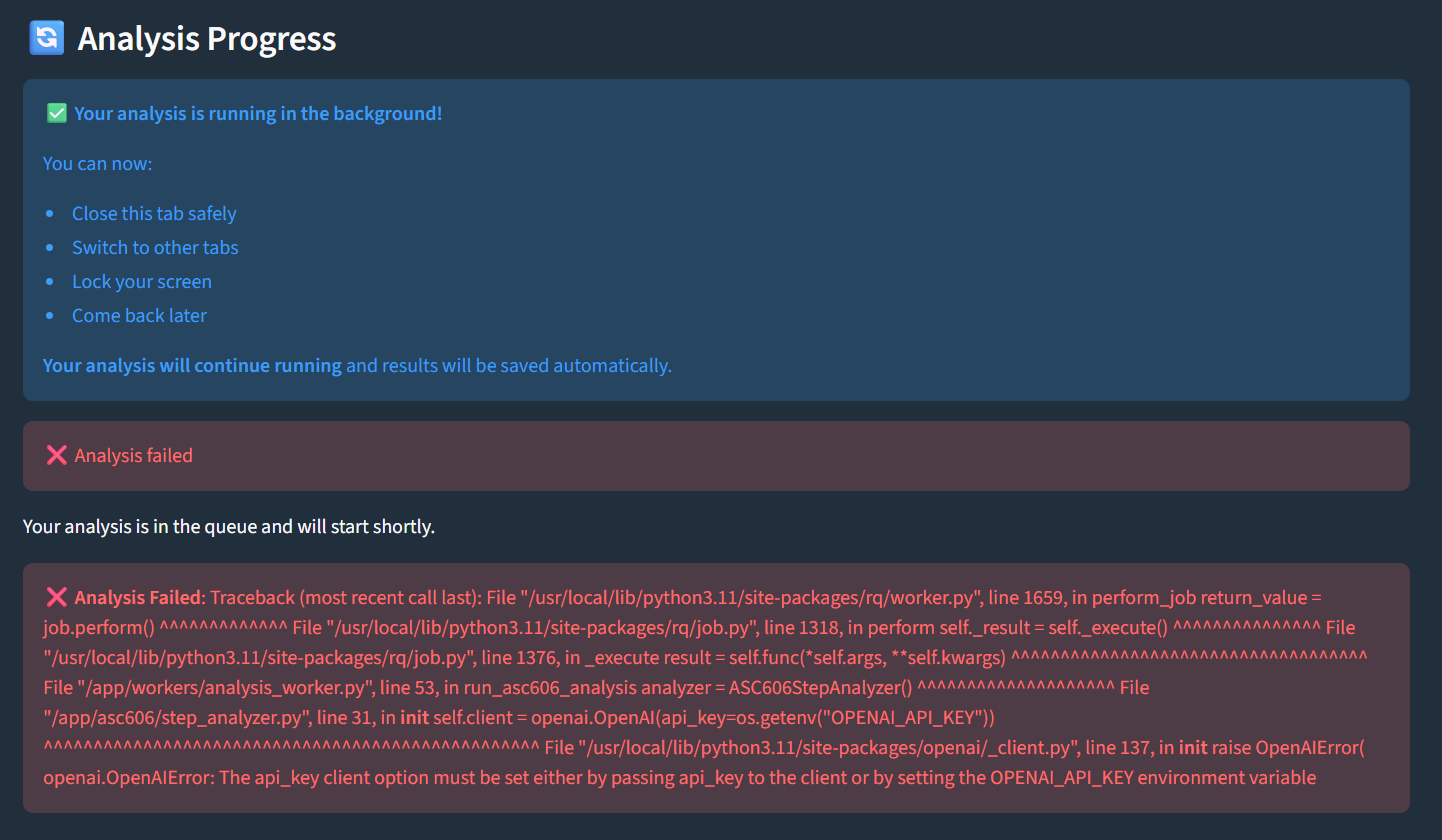 🔄 Analysis Progress
✅ Your analysis is running in the background!
You can now:
• Close this tab safely
• Switch to other tabs
• Lock your screen
• Come back later
Your analysis will continue running and results will be saved automatically.
❌ Analysis failed
Your analysis is in the queue and will start shortly.
❌ Analysis Failed: Traceback (most recent call last): File "/usr/local/lib/python3.11/site-packages/rq/worker.py", line 1659, in perform_job return_value =
job.perform() ^^^^^^^^^^^^^ File "/usr/local/lib/python3.11/site-packages/rq/job.py", line 1318, in perform self._result = self._execute() ^^^^^^^^^^^^^^^ File
"/usr/local/lib/python3.11/site-packages/rq/job.py", line 1376, in _execute result = self.func(*self.args, **self.kwargs) ^^^^^^^^^^^^^^^^^^^^^^^^^^^^^^^^^^^^
File "/app/workers/analysis_worker.py", line 53, in run_asc606_analysis analyzer = ASC606StepAnalyzer() ^^^^^^^^^^^^^^^^^^^^ File
"/app/asc606/step_analyzer.py", line 31, in init self.client = openai.OpenAI(api_key=os.getenv("OPENAI_API_KEY"))
^^^^^^^^^^^^^^^^^^^^^^^^^^^^^^^^^^^^^^^^^^^^^^^^^^ File "/usr/local/lib/python3.11/site-packages/openai/_client.py", line 137, in init raise OpenAIError(
openai.OpenAIError: The api_key client option must be set either by passing api_key to the client or by setting the OPENAI_API_KEY environment variable